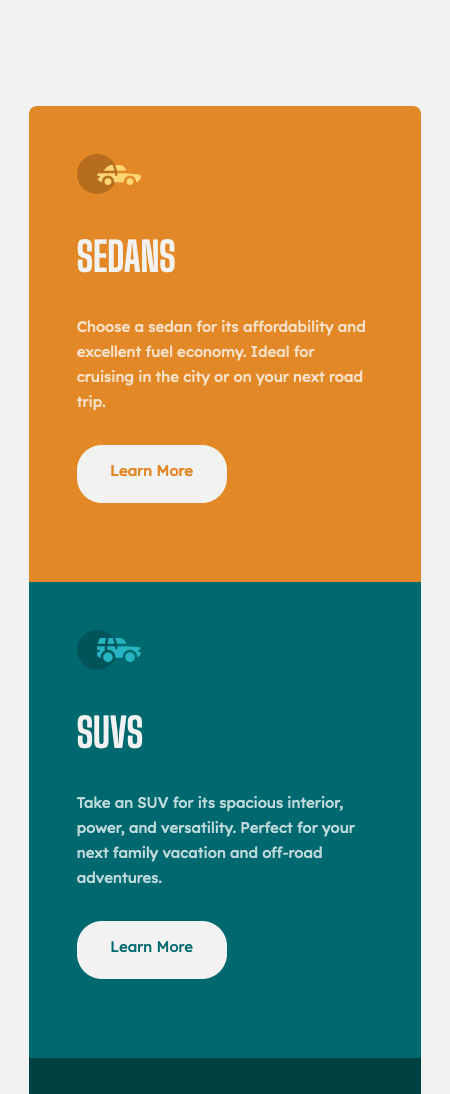 SEDANS
Choose a sedan for its affordability and
excellent fuel economy. Ideal for
cruising in the city or on your next road
trip.
Learn More
SUVS
Take an SUV for its spacious interior,
power, and versatility. Perfect for your
next family vacation and off-road
adventures.
Learn More